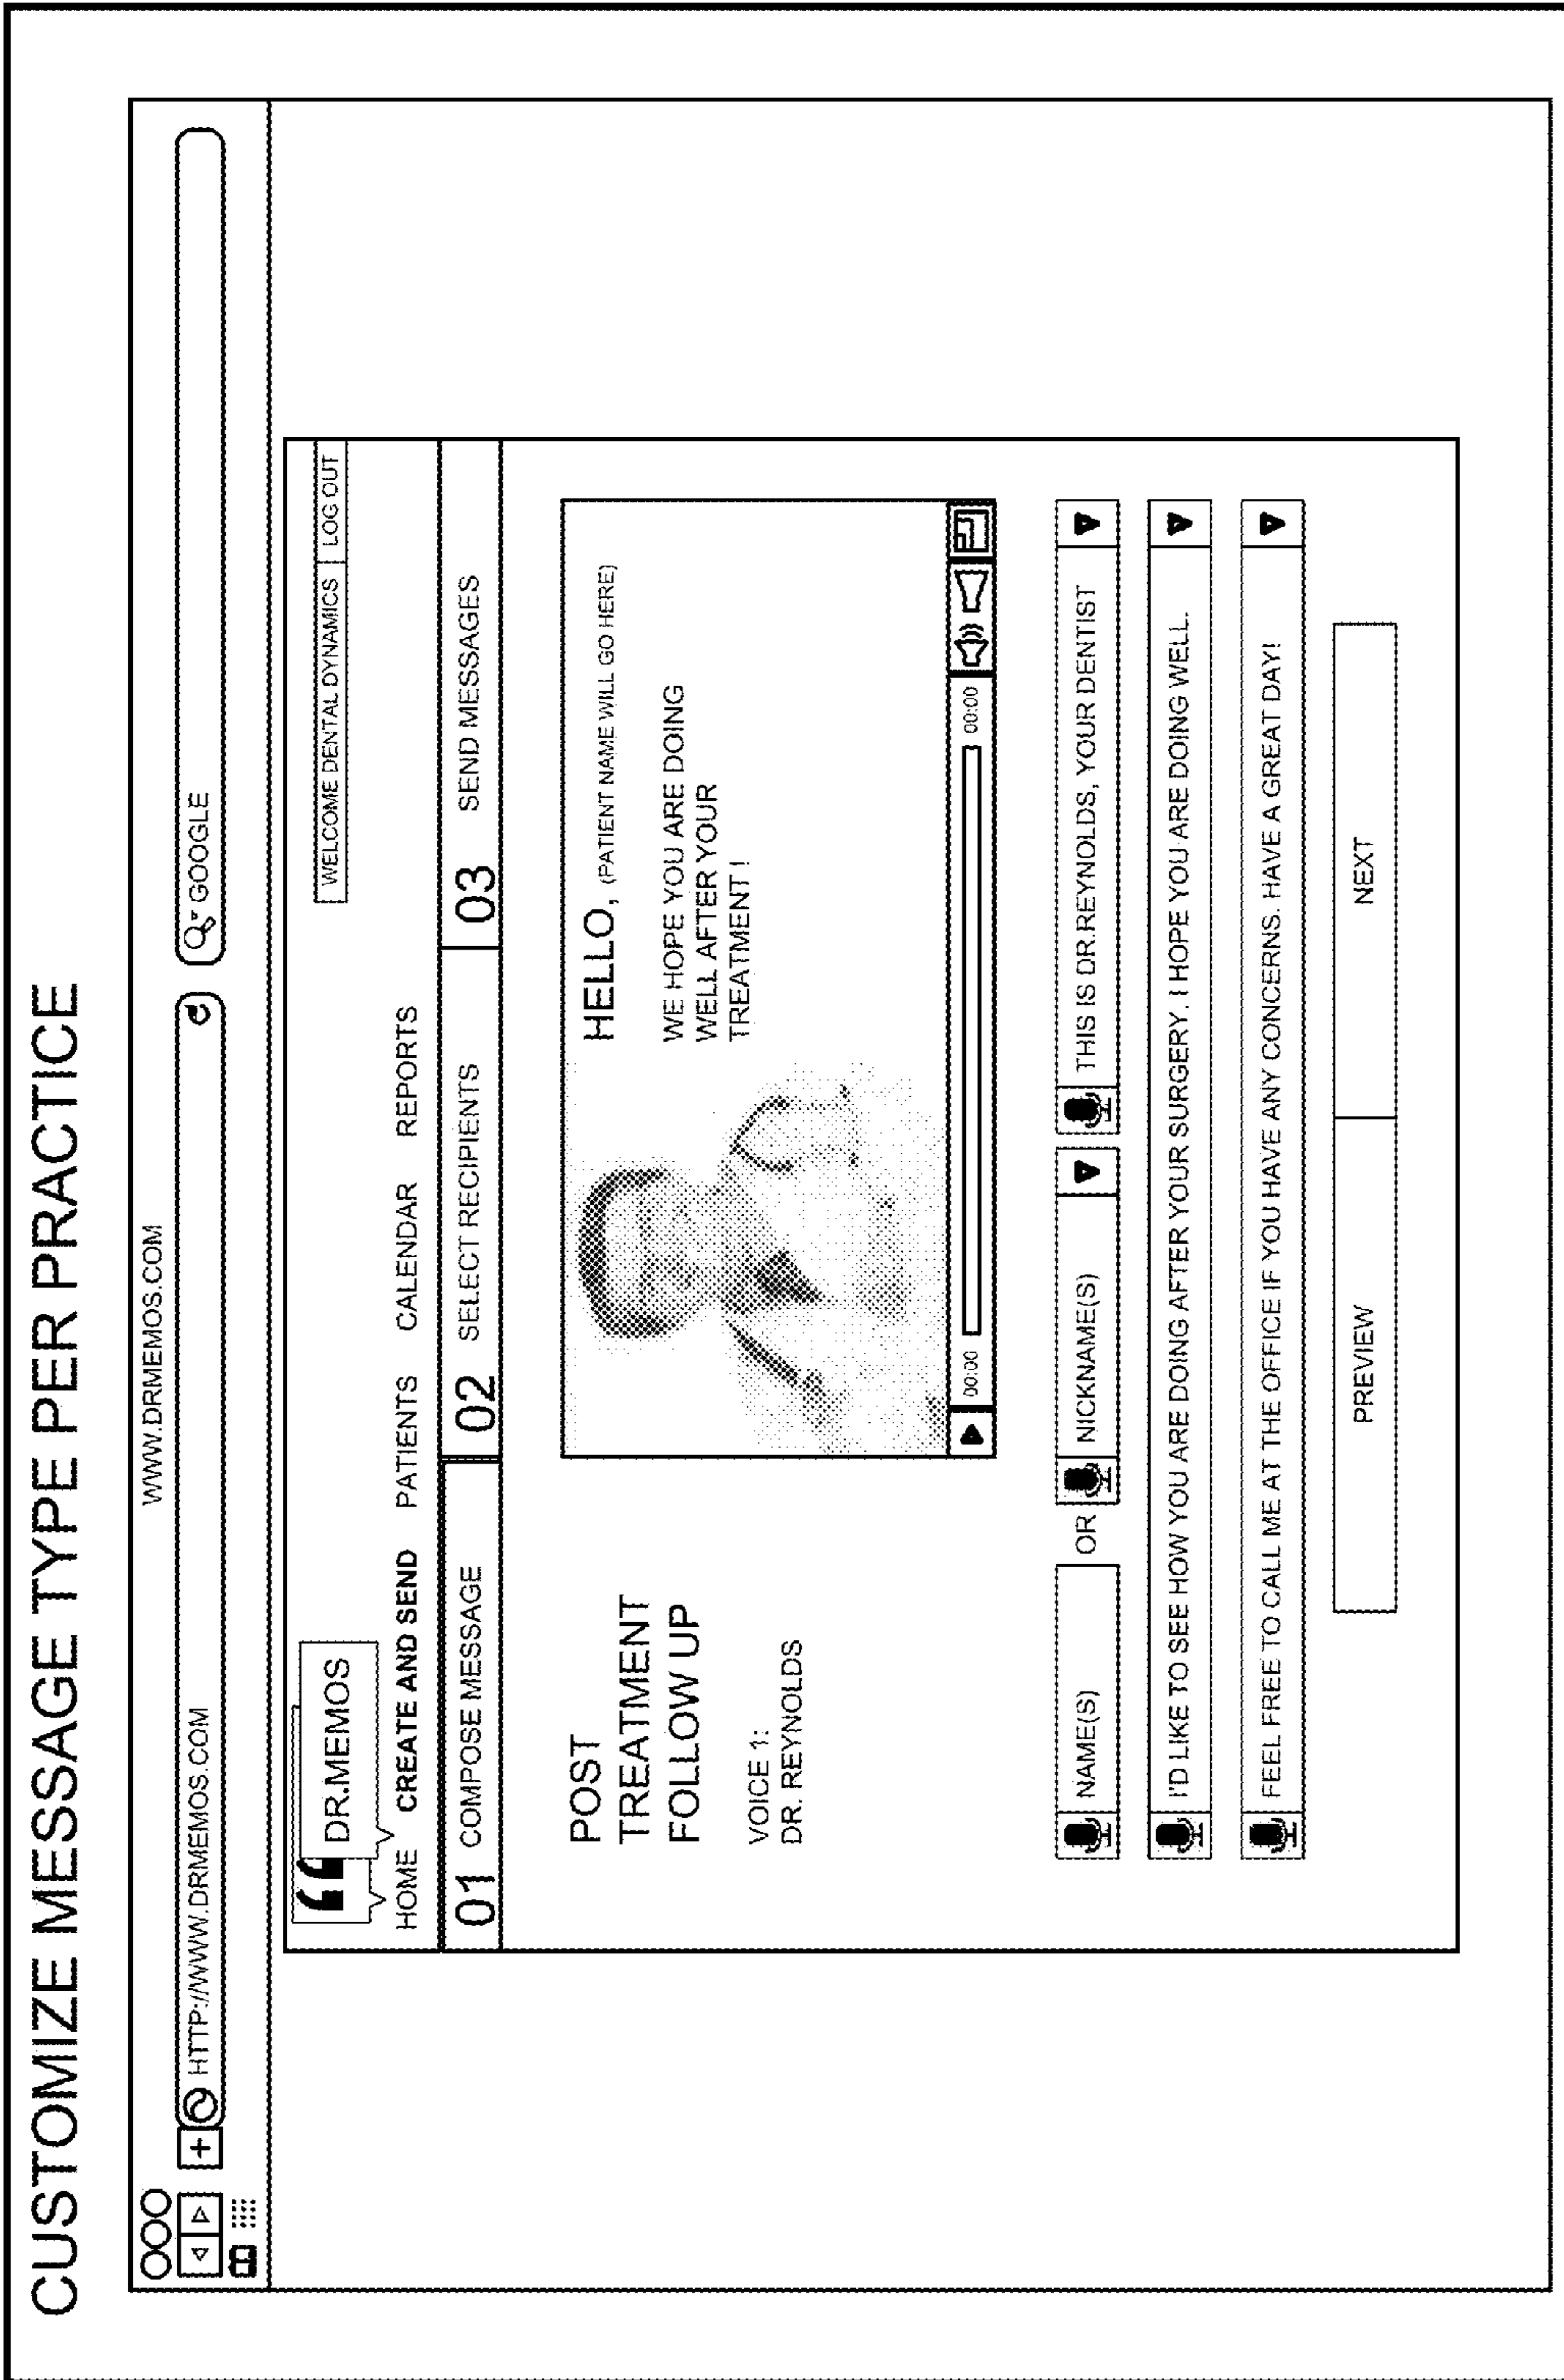 CUSTOMIZE MESSAGE TYPE PER PRACTICE
WWW.DRMEMOS.COM
+ HTTP://WWW.DRMEMOS.COM
GOOGLE
WELCOME DENTAL DYNAMICS LOG OUT
“ DR.MEMOS
HOME CREATE AND SEND PATIENTS CALENDAR REPORTS
01 COMPOSE MESSAGE 02 SELECT RECIPIENTS 03 SEND MESSAGES
POST
TREATMENT
FOLLOW UP
VOICE 1:
DR. REYNOLDS
HELLO, (PATIENT NAME WILL GO HERE)
WE HOPE YOU ARE DOING
WELL AFTER YOUR
TREATMENT !
00:00 00:00
NAME(S) OR NICKNAME(S) THIS IS DR.REYNOLDS, YOUR DENTIST
I'D LIKE TO SEE HOW YOU ARE DOING AFTER YOUR SURGERY. I HOPE YOU ARE DOING WELL.
FEEL FREE TO CALL ME AT THE OFFICE IF YOU HAVE ANY CONCERNS. HAVE A GREAT DAY!
PREVIEW NEXT